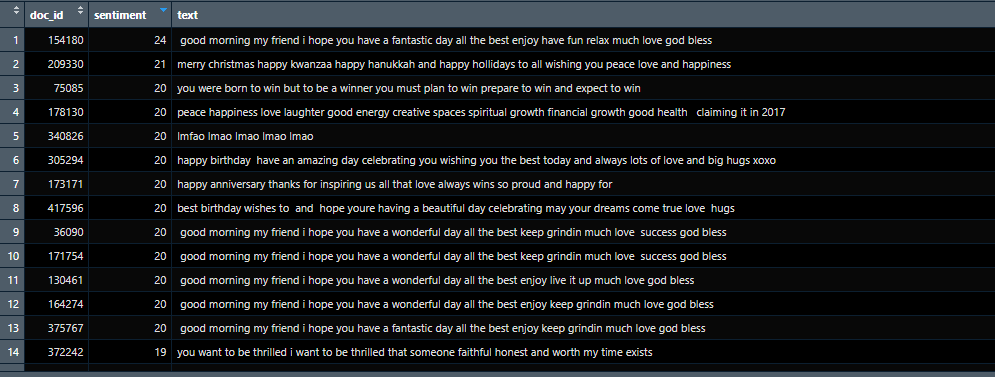 doc_id sentiment text
1 154180 24 good morning my friend i hope you have a fantastic day all the best enjoy have fun relax much love god bless
2 209330 21 merry christmas happy kwanzaa happy hanukkah and happy hollidays to all wishing you peace love and happiness
3 75085 20 you were born to win but to be a winner you must plan to win prepare to win and expect to win
4 178130 20 peace happiness love laughter good energy creative spaces spiritual growth financial growth good health claiming it in 2017
5 340826 20 lmfao lmao lmao lmao lmao
6 305294 20 happy birthday have an amazing day celebrating you wishing you the best today and always lots of love and big hugs xoxo
7 173171 20 happy anniversary thanks for inspiring us all that love always wins so proud and happy for
8 417596 20 best birthday wishes to and hope youre having a beautiful day celebrating may your dreams come true love hugs
9 36090 20 good morning my friend i hope you have a wonderful day all the best keep grindin much love success god bless
10 171754 20 good morning my friend i hope you have a wonderful day all the best keep grindin much love success god bless
11 130461 20 good morning my friend i hope you have a wonderful day all the best enjoy live it up much love god bless
12 164274 20 good morning my friend i hope you have a wonderful day all the best enjoy keep grindin much love god bless
13 375767 20 good morning my friend i hope you have a fantastic day all the best enjoy keep grindin much love god bless
14 372242 19 you want to be thrilled i want to be thrilled that someone faithful honest and worth my time exists